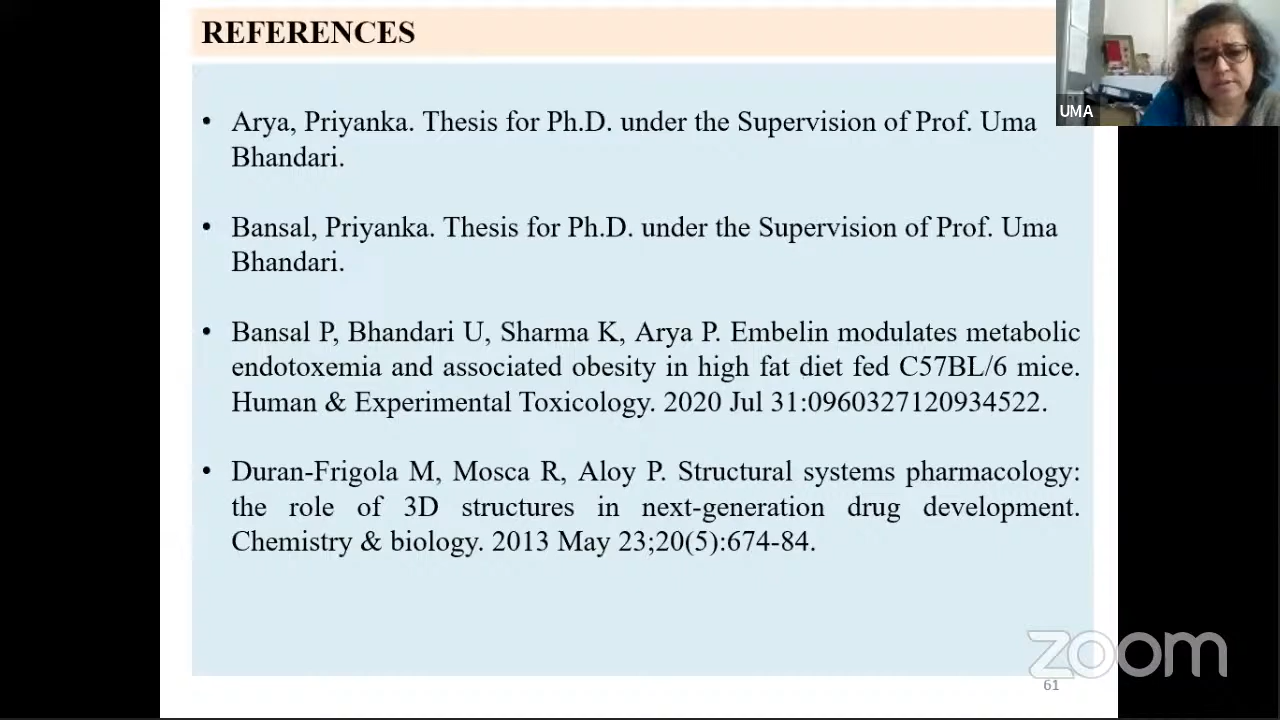 REFERENCES
UMA
• Arya, Priyanka. Thesis for Ph.D. under the Supervision of Prof. Uma
Bhandari.
• Bansal, Priyanka. Thesis for Ph.D. under the Supervision of Prof. Uma
Bhandari.
• Bansal P, Bhandari U, Sharma K, Arya P. Embelin modulates metabolic
endotoxemia and associated obesity in high fat diet fed C57BL/6 mice.
Human & Experimental Toxicology. 2020 Jul 31:0960327120934522.
• Duran-Frigola M, Mosca R, Aloy P. Structural systems pharmacology:
the role of 3D structures in next-generation drug development.
Chemistry & biology. 2013 May 23;20(5):674-84.
zoom
61